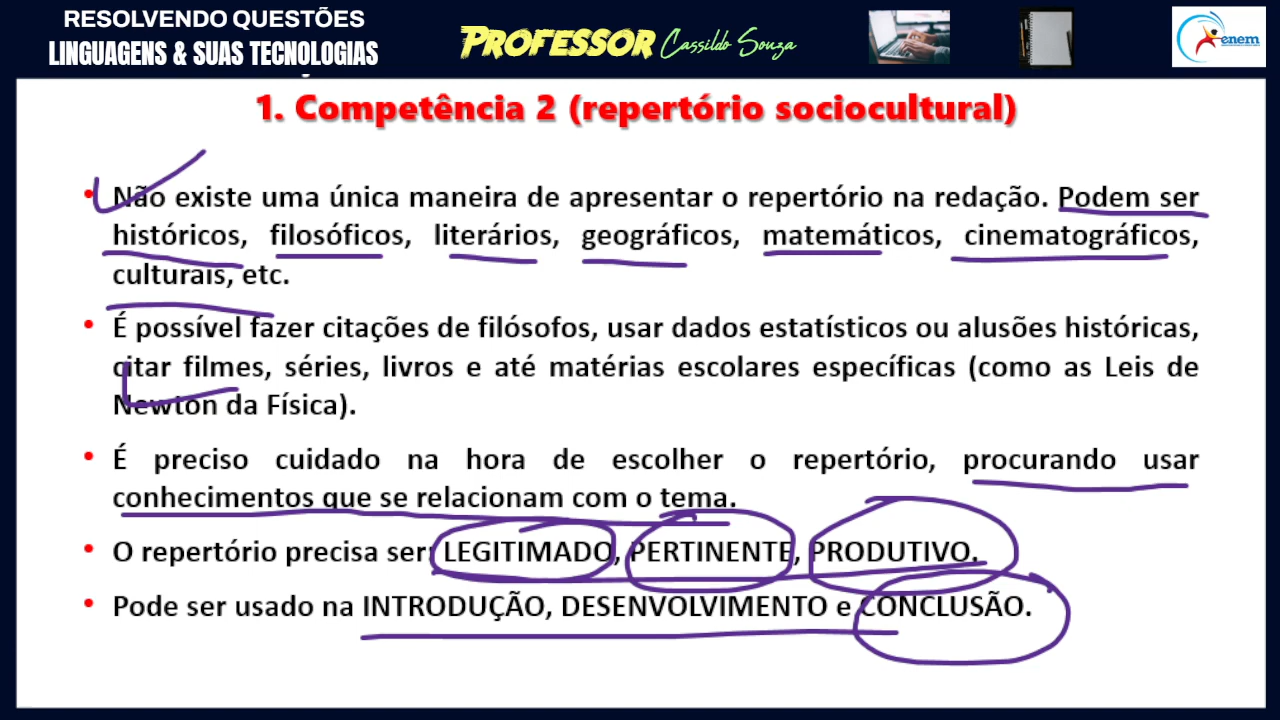 RESOLVENDO QUESTÕES
LINGUAGENS & SUAS TECNOLOGIAS
PROFESSOR Cassildo Souza
enem
1. Competência 2 (repertório sociocultural)
• Não existe uma única maneira de apresentar o repertório na redação. Podem ser
históricos, filosóficos, literários, geográficos, matemáticos, cinematográficos,
culturais, etc.
• É possível fazer citações de filósofos, usar dados estatísticos ou alusões históricas,
citar filmes, séries, livros e até matérias escolares específicas (como as Leis de
Newton da Física).
• É preciso cuidado na hora de escolher o repertório, procurando usar
conhecimentos que se relacionam com o tema.
• O repertório precisa ser: LEGITIMADO, PERTINENTE, PRODUTIVO.
• Pode ser usado na INTRODUÇÃO, DESENVOLVIMENTO e CONCLUSÃO.